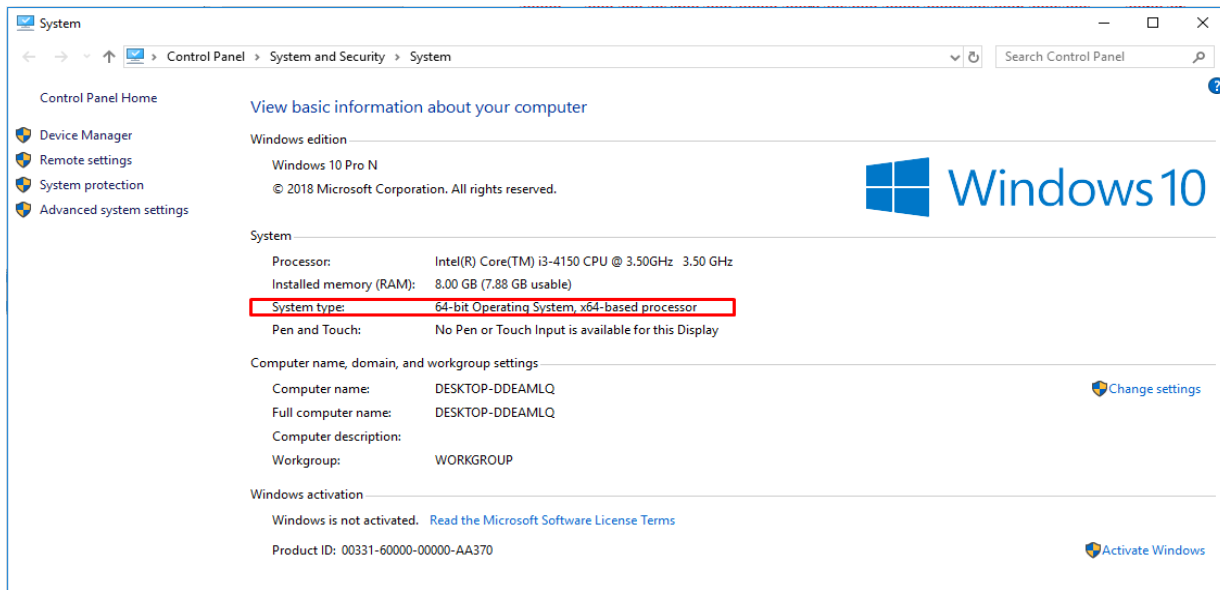 System
Control Panel > System and Security > System
Search Control Panel
Control Panel Home
Device Manager
Remote settings
System protection
Advanced system settings
View basic information about your computer
Windows edition
Windows 10 Pro N
© 2018 Microsoft Corporation. All rights reserved.
Windows 10
System
Processor: Intel(R) Core(TM) i3-4150 CPU @ 3.50GHz 3.50 GHz
Installed memory (RAM): 8.00 GB (7.88 GB usable)
System type: 64-bit Operating System, x64-based processor
Pen and Touch: No Pen or Touch Input is available for this Display
Computer name, domain, and workgroup settings
Computer name: DESKTOP-DDEAMLQ
Change settings
Full computer name: DESKTOP-DDEAMLQ
Computer description:
Workgroup: WORKGROUP
Windows activation
Windows is not activated. Read the Microsoft Software License Terms
Product ID: 00331-60000-00000-AA370
Activate Windows